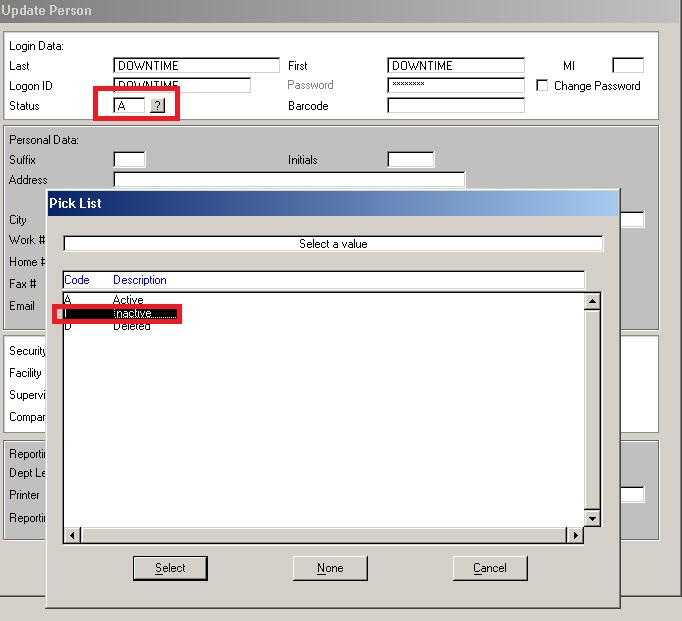 Update Person
Login Data:
Last DOWNTIME First DOWNTIME MI
Logon ID DOWNTIME Password ******** Change Password
Status A ? Barcode
Personal Data:
Suffix Initials
Address
Pick List
City
Select a value
Work #
Home #
Code Description
Fax #
A Active
Email
I Inactive
D Deleted
Security
Facility
Supervi
Compar
Reporti
Dept Le
Printer
Reporti
Select None Cancel